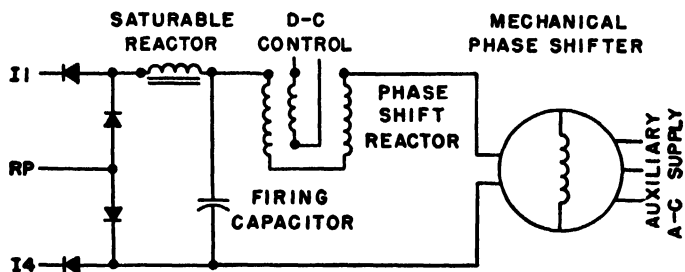 SATURABLE
REACTOR
D-C
CONTROL
MECHANICAL
PHASE SHIFTER
I1
PHASE
SHIFT
REACTOR
RP
FIRING
CAPACITOR
I4
AUXILIARY
A-C SUPPLY